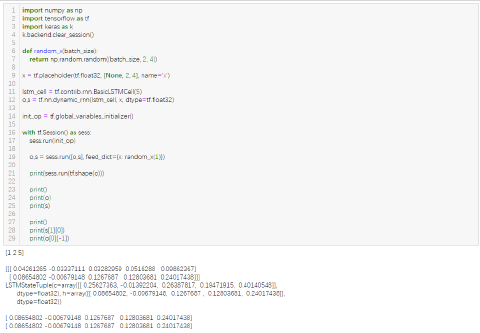 1 import numpy as np
2 import tensorflow as tf
3 import keras as k
4 k.backend.clear_session()
5
6 def random_x(batch_size):
7 return np.random.random((batch_size, 2, 4))
8
9 x = tf.placeholder(tf.float32, [None, 2, 4], name='x')
10
11 lstm_cell = tf.contrib.rnn.BasicLSTMCell(5)
12 o,s = tf.nn.dynamic_rnn(lstm_cell, x, dtype=tf.float32)
13
14 init_op = tf.global_variables_initializer()
15
16 with tf.Session() as sess:
17 sess.run(init_op)
18
19 o,s = sess.run([o,s], feed_dict={x: random_x(1)})
20
21 print(sess.run(tf.shape(o)))
22
23 print()
24 print(o)
25 print(s)
26
27 print()
28 print(s[1][0])
29 print(o[0][-1])
[1 2 5]
[[[ 0.04261265 -0.03337111 0.03282959 0.0516288 0.09862367]
[ 0.08654802 -0.00679148 0.1267687 0.12803681 0.24017438]]]
LSTMStateTuple(c=array([[ 0.25627363, -0.01392204, 0.26387817, 0.19471915, 0.40140548]],
dtype=float32), h=array([[ 0.08654802, -0.00679148, 0.1267687 , 0.12803681, 0.24017438]],
dtype=float32))
[ 0.08654802 -0.00679148 0.1267687 0.12803681 0.24017438]
[ 0.08654802 -0.00679148 0.1267687 0.12803681 0.24017438]